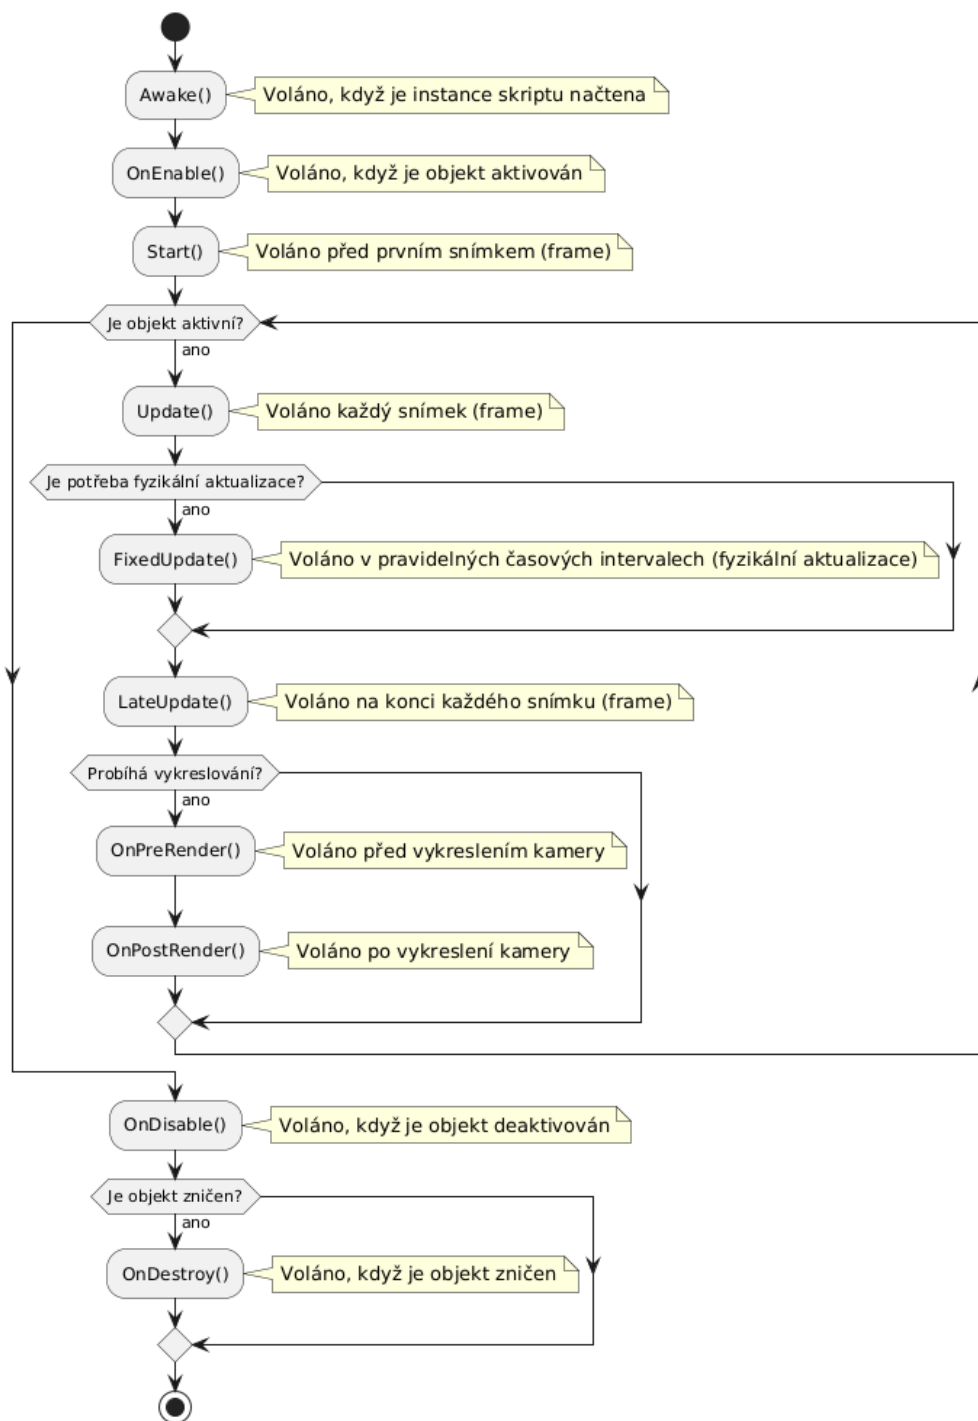 Awake()
Voláno, když je instance skriptu načtena
OnEnable()
Voláno, když je objekt aktivován
Start()
Voláno před prvním snímkem (frame)
Je objekt aktivní?
ano
Update()
Voláno každý snímek (frame)
Je potřeba fyzikální aktualizace?
ano
FixedUpdate()
Voláno v pravidelných časových intervalech (fyzikální aktualizace)
LateUpdate()
Voláno na konci každého snímku (frame)
Probíhá vykreslování?
ano
OnPreRender()
Voláno před vykreslením kamery
OnPostRender()
Voláno po vykreslení kamery
OnDisable()
Voláno, když je objekt deaktivován
Je objekt zničen?
ano
OnDestroy()
Voláno, když je objekt zničen